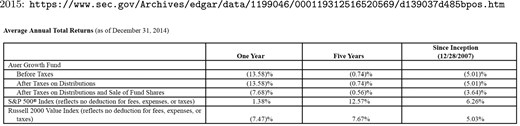 2015: https://www.sec.gov/Archives/edgar/data/1199046/000119312516520569/d139037d485bpos.htm
Average Annual Total Returns (as of December 31, 2014)
One Year Five Years Since Inception (12/28/2007)
Auer Growth Fund
Before Taxes (13.58)% (0.74)% (5.01)%
After Taxes on Distributions (13.58)% (0.74)% (5.01)%
After Taxes on Distributions and Sale of Fund Shares (7.68)% (0.56)% (3.64)%
S&P 500® Index (reflects no deduction for fees, expenses, or taxes) 1.38% 12.57% 6.26%
Russell 2000 Value Index (reflects no deduction for fees, expenses, or
taxes) (7.47)% 7.67% 5.03%